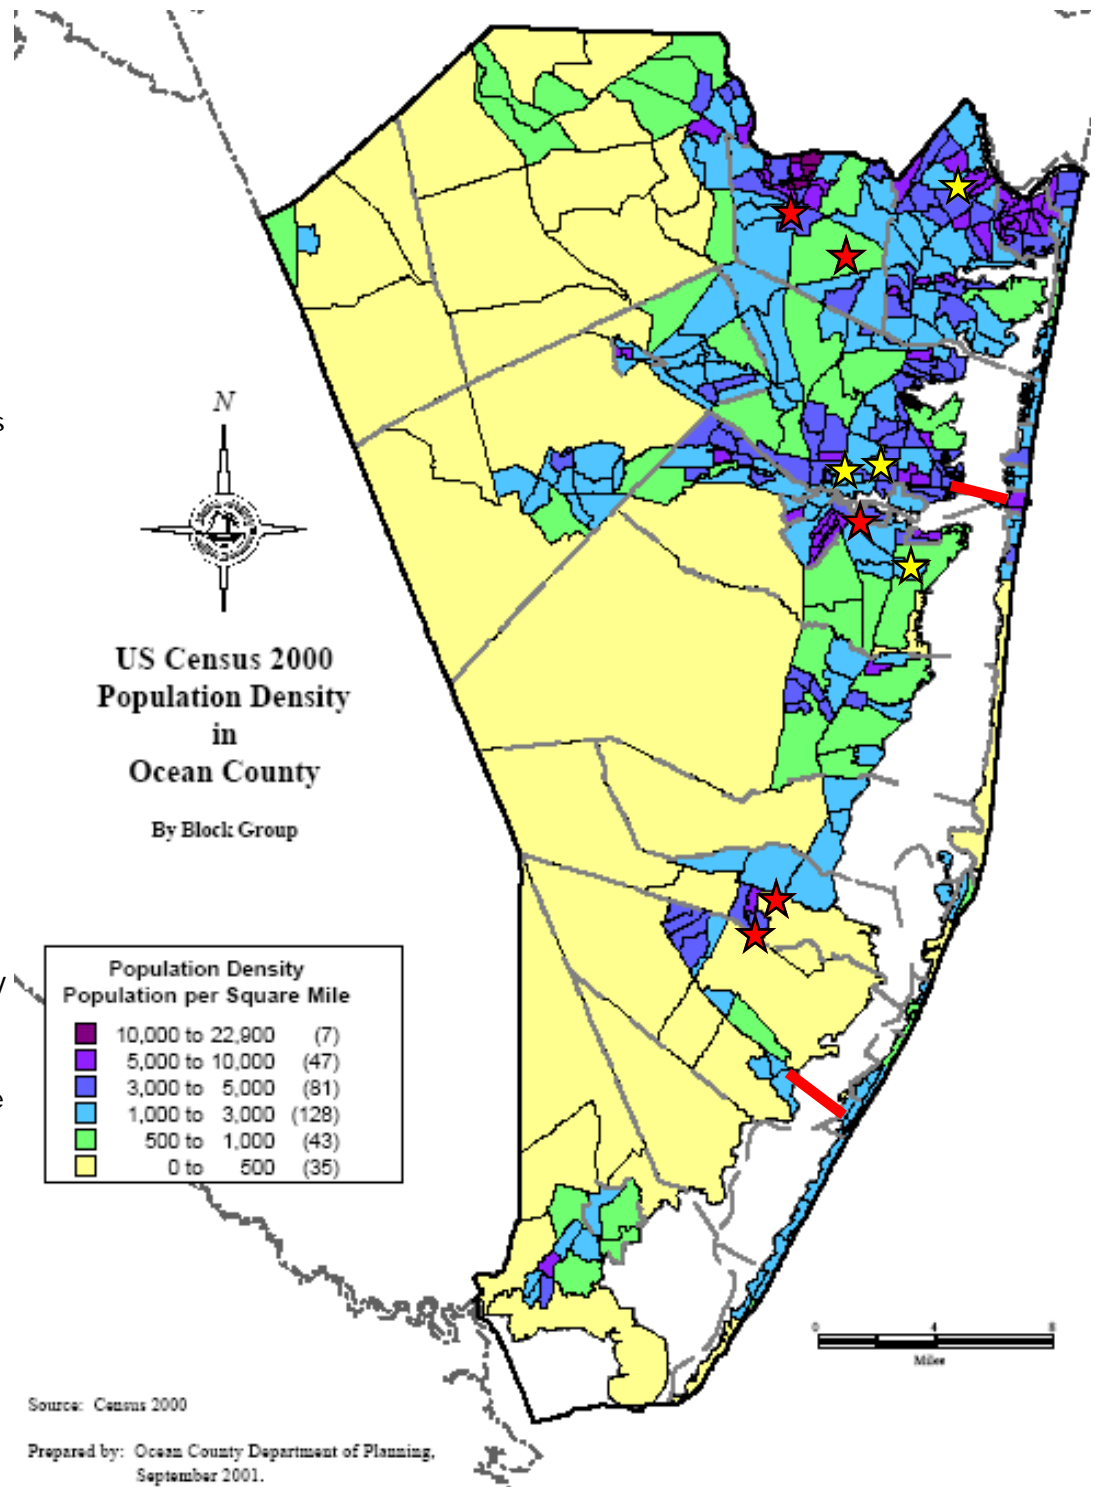 s
N
US Census 2000
Population Density
in
Ocean County
By Block Group
y
e
Population Density
Population per Square Mile
10,000 to 22,900 (7)
5,000 to 10,000 (47)
3,000 to 5,000 (81)
1,000 to 3,000 (128)
500 to 1,000 (43)
0 to 500 (35)
0 4 8
Miles
Source: Census 2000
Prepared by: Ocean County Department of Planning,
September 2001.